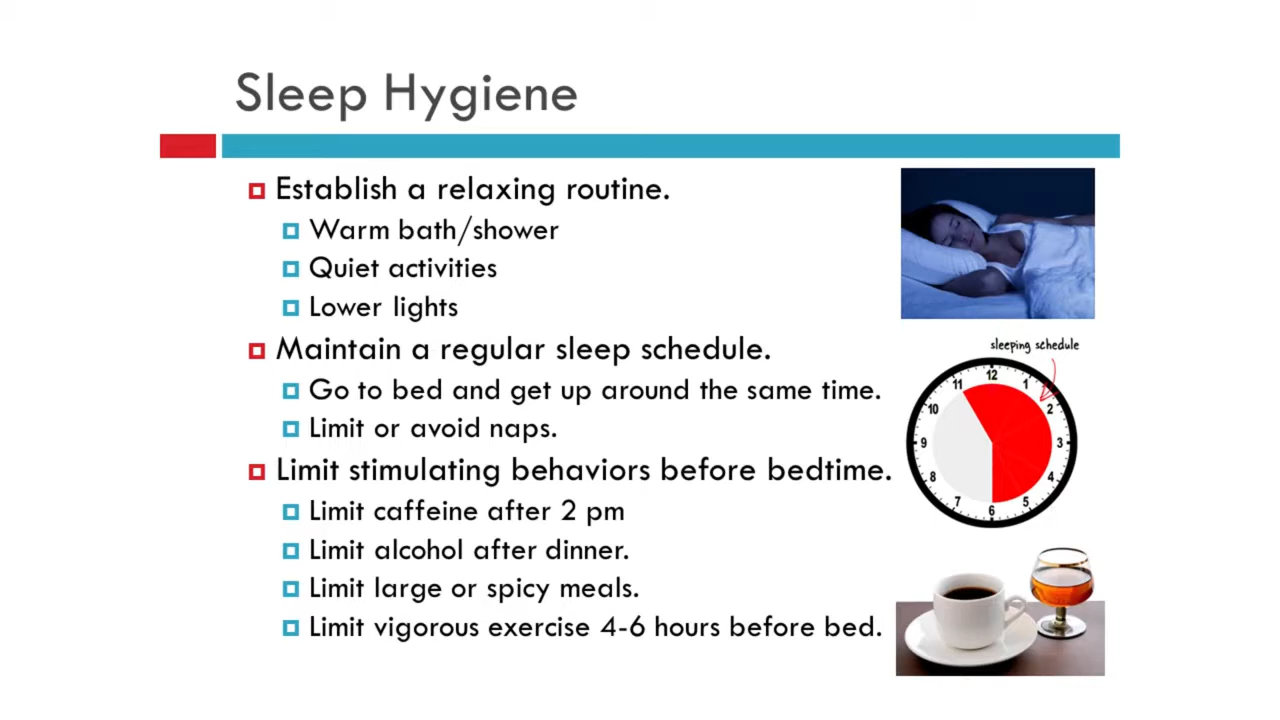 Sleep Hygiene
Establish a relaxing routine.
Warm bath/shower
Quiet activities
Lower lights
Maintain a regular sleep schedule.
Go to bed and get up around the same time.
Limit or avoid naps.
Limit stimulating behaviors before bedtime.
Limit caffeine after 2 pm
Limit alcohol after dinner.
Limit large or spicy meals.
Limit vigorous exercise 4-6 hours before bed.
sleeping schedule
12
1
2
3
4
5
6
7
8
9
10
11